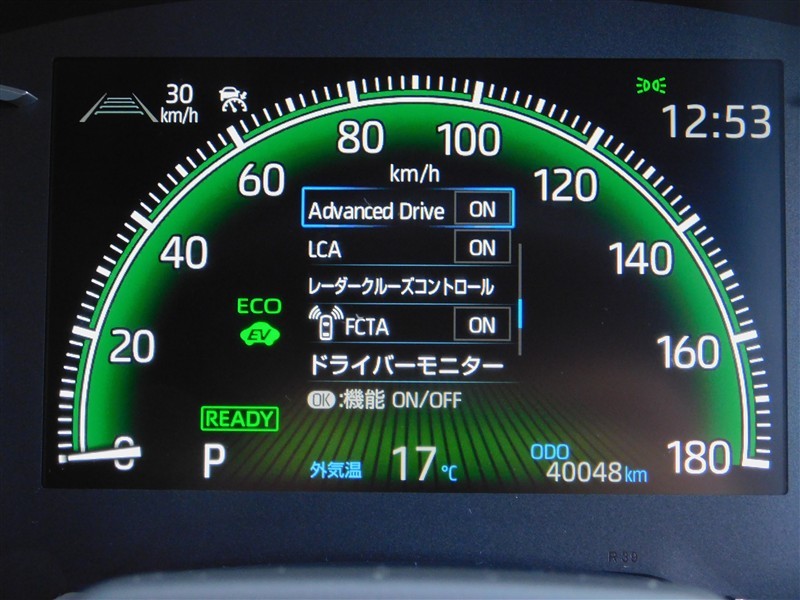 30 km/h
12:53
0
20
40
60
80
100
120
140
160
180
km/h
Advanced Drive ON
LCA ON
レーダークルーズコントロール
FCTA ON
ドライバーモニター
OK :機能 ON/OFF
ECO
EV
READY
P
外気温 17 ℃
ODO
40048 km